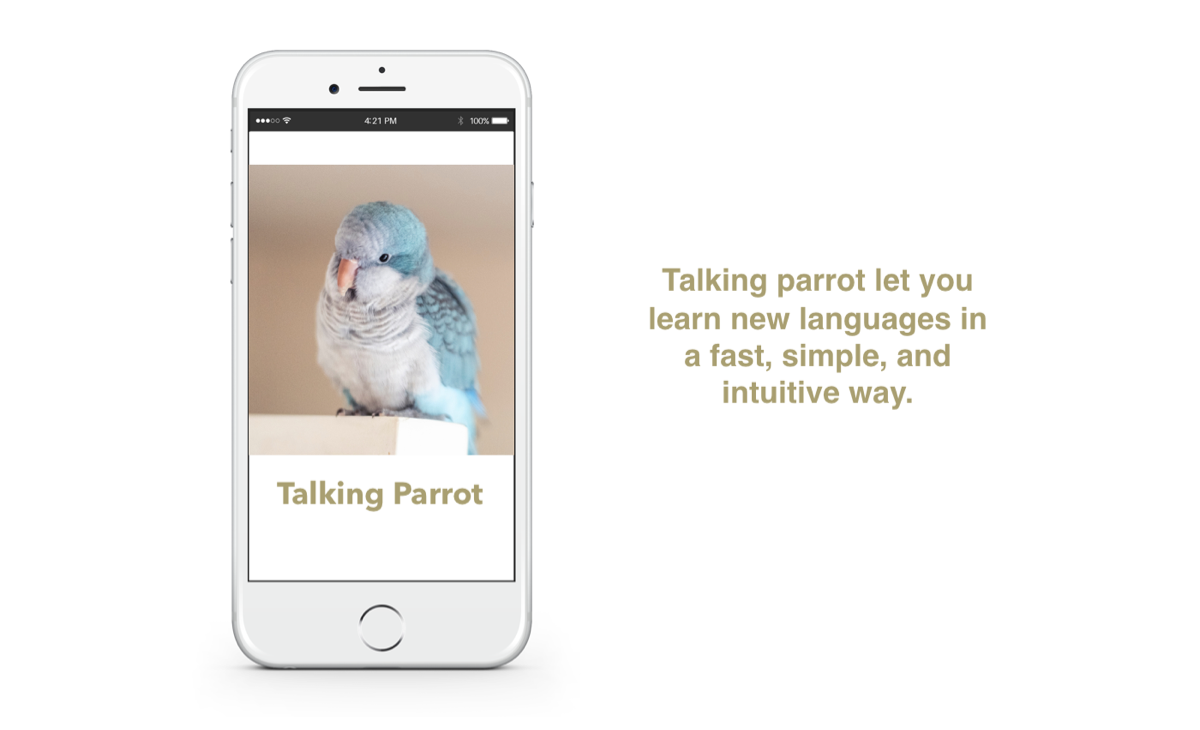 4:21 PM
100%
Talking Parrot
Talking parrot let you
learn new languages in
a fast, simple, and
intuitive way.